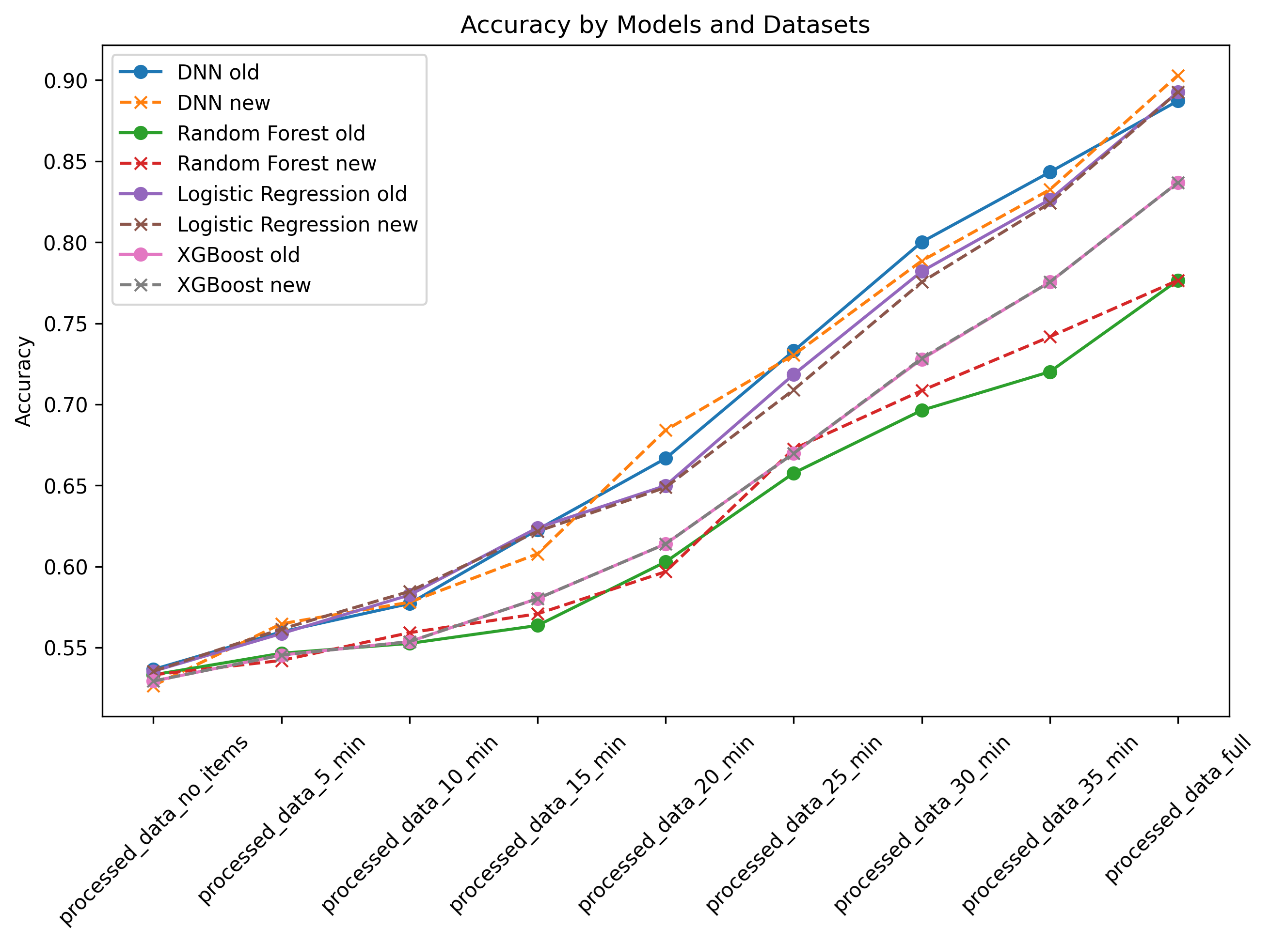 Accuracy by Models and Datasets
DNN old
DNN new
Random Forest old
Random Forest new
Logistic Regression old
Logistic Regression new
XGBoost old
XGBoost new
Accuracy
0.90
0.85
0.80
0.75
0.70
0.65
0.60
0.55
processed_data_no_items
processed_data_5_min
processed_data_10_min
processed_data_15_min
processed_data_20_min
processed_data_25_min
processed_data_30_min
processed_data_35_min
processed_data_full